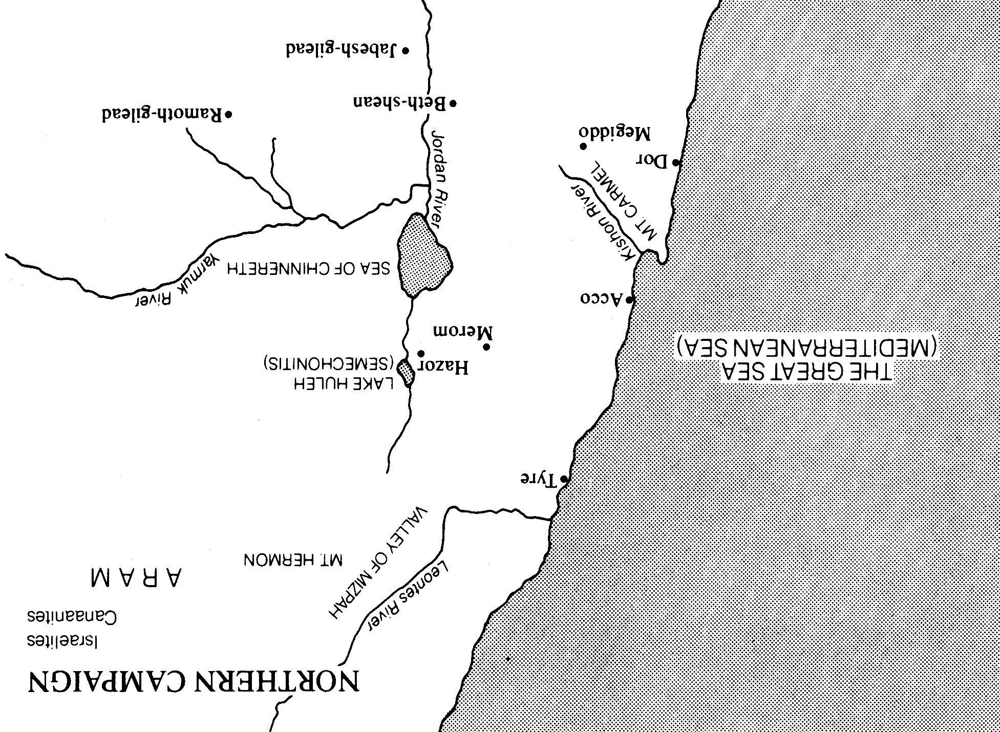 NORTHERN CAMPAIGN
Israelites
Canaanites
ARAM
Leontes River
VALLEY OF MIZPAH
MT. HERMON
Tyre
THE GREAT SEA
(MEDITERRANEAN SEA)
LAKE HULEH
(SEMECHONITIS)
Hazor
Merom
Acco
SEA OF CHINNERETH
Yarmuk River
Kishon River
MT. CARMEL
Jordan River
Dor
Megiddo
Ramoth-gilead
Beth-shean
Jabesh-gilead